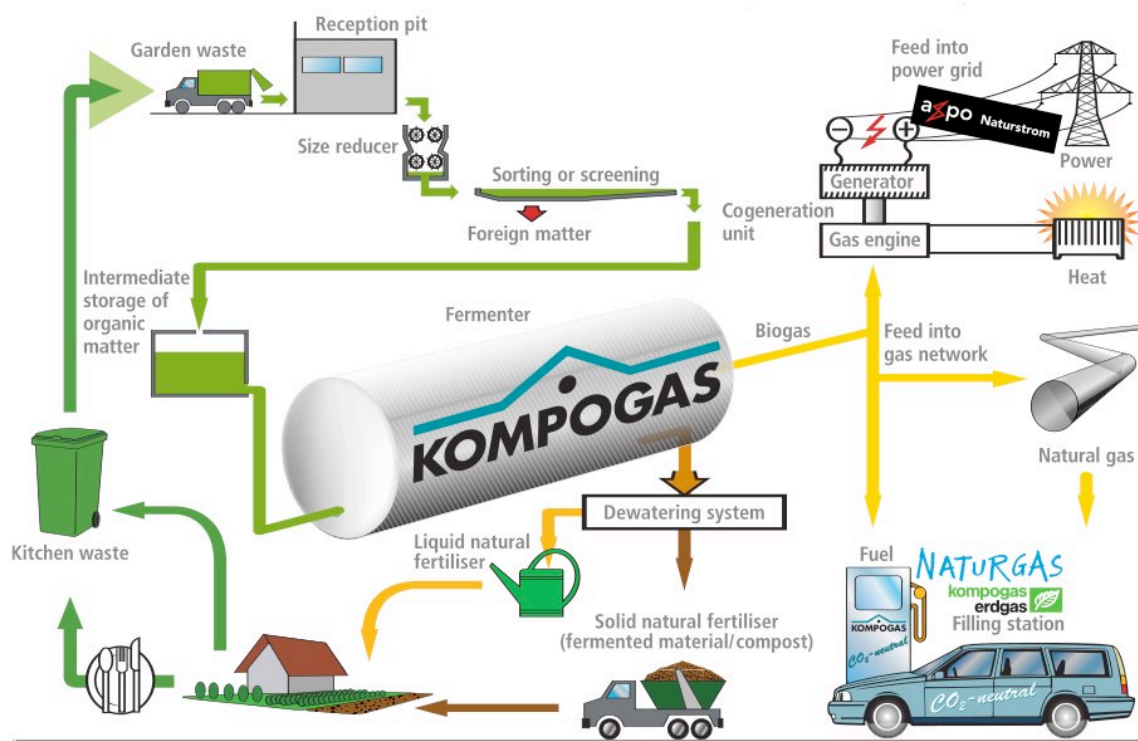 Reception pit
Garden waste
Size reducer
Sorting or screening
Foreign matter
Feed into
power grid
axpo Naturstrom
Power
Generator
Cogeneration
unit
Gas engine
Heat
Intermediate
storage of
organic
matter
Fermenter
Biogas
Feed into
gas network
KOMPOGAS
Natural gas
Kitchen waste
Dewatering system
Liquid natural
fertiliser
Solid natural fertiliser
(fermented material/compost)
Fuel
NATURGAS
kompogas
erdgas
Filling station
KOMPOGAS
CO₂-neutral
CO₂-neutral